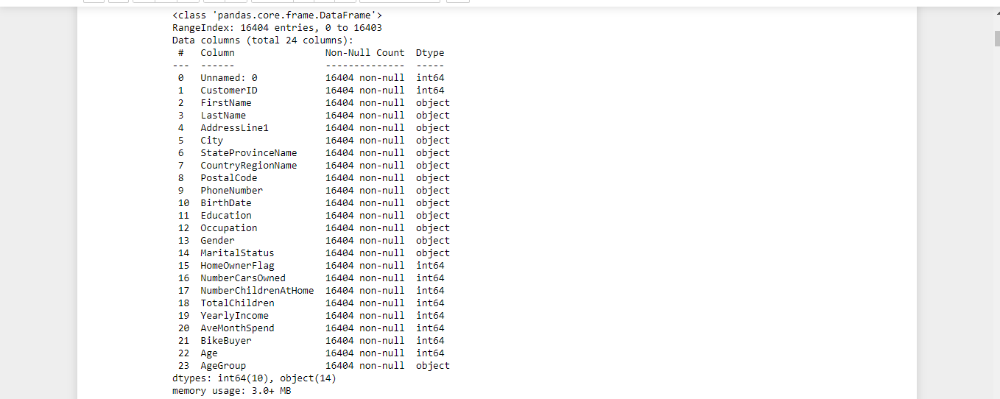 <class 'pandas.core.frame.DataFrame'>
RangeIndex: 16404 entries, 0 to 16403
Data columns (total 24 columns):
 #   Column                Non-Null Count  Dtype
---  ------                --------------  -----
 0   Unnamed: 0            16404 non-null  int64
 1   CustomerID            16404 non-null  int64
 2   FirstName             16404 non-null  object
 3   LastName              16404 non-null  object
 4   AddressLine1          16404 non-null  object
 5   City                  16404 non-null  object
 6   StateProvinceName     16404 non-null  object
 7   CountryRegionName     16404 non-null  object
 8   PostalCode            16404 non-null  object
 9   PhoneNumber           16404 non-null  object
 10  BirthDate             16404 non-null  object
 11  Education             16404 non-null  object
 12  Occupation            16404 non-null  object
 13  Gender                16404 non-null  object
 14  MaritalStatus         16404 non-null  object
 15  HomeOwnerFlag         16404 non-null  int64
 16  NumberCarsOwned       16404 non-null  int64
 17  NumberChildrenAtHome  16404 non-null  int64
 18  TotalChildren         16404 non-null  int64
 19  YearlyIncome          16404 non-null  int64
 20  AveMonthSpend         16404 non-null  int64
 21  BikeBuyer             16404 non-null  int64
 22  Age                   16404 non-null  int64
 23  AgeGroup              16404 non-null  object
dtypes: int64(10), object(14)
memory usage: 3.0+ MB